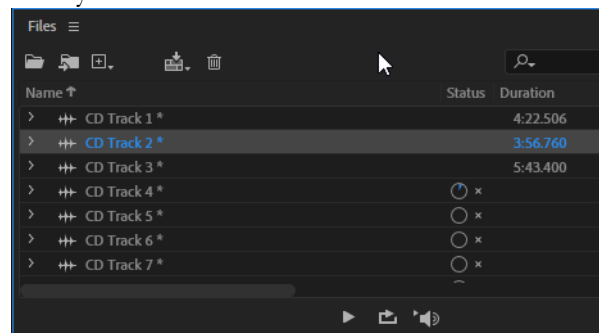 Files
Name Status Duration
CD Track 1 * 4:22.506
CD Track 2 * 3:56.760
CD Track 3 * 5:43.400
CD Track 4 *
CD Track 5 *
CD Track 6 *
CD Track 7 *